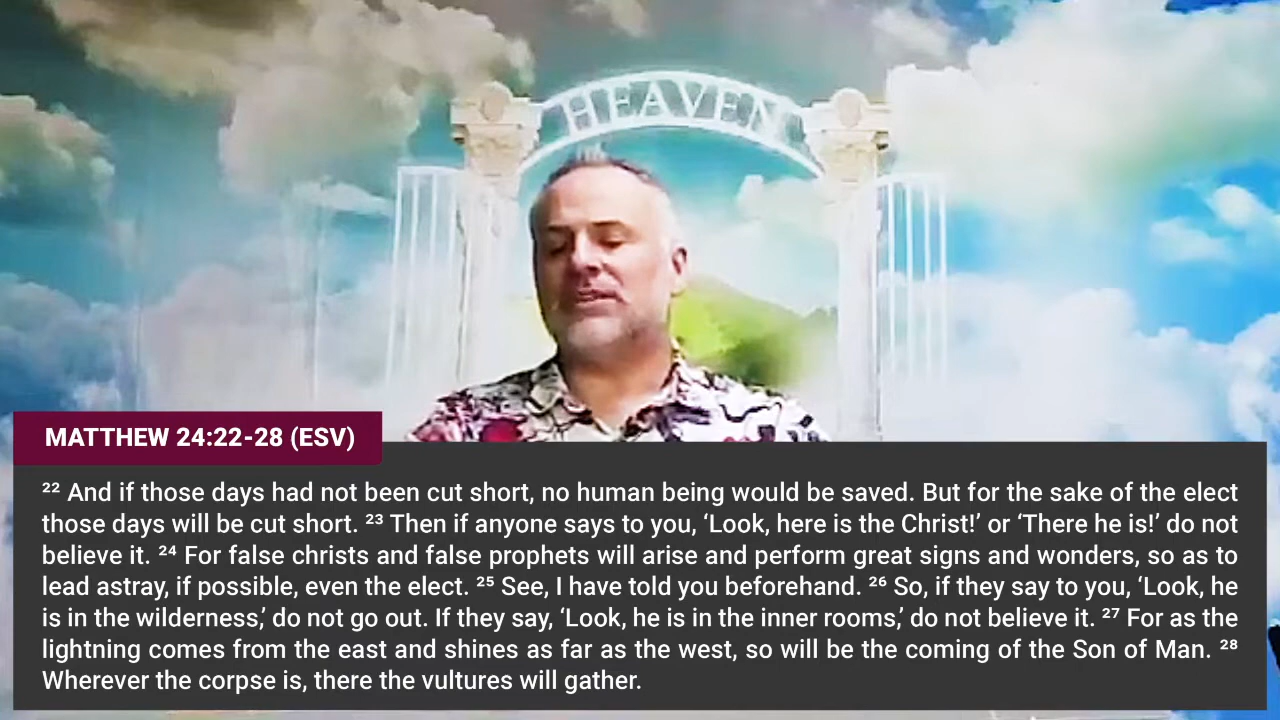 HEAVEN
MATTHEW 24:22-28 (ESV)
²² And if those days had not been cut short, no human being would be saved. But for the sake of the elect
those days will be cut short. ²³ Then if anyone says to you, ‘Look, here is the Christ!’ or ‘There he is!’ do not
believe it. ²⁴ For false christs and false prophets will arise and perform great signs and wonders, so as to
lead astray, if possible, even the elect. ²⁵ See, I have told you beforehand. ²⁶ So, if they say to you, ‘Look, he
is in the wilderness,’ do not go out. If they say, ‘Look, he is in the inner rooms,’ do not believe it. ²⁷ For as the
lightning comes from the east and shines as far as the west, so will be the coming of the Son of Man. ²⁸
Wherever the corpse is, there the vultures will gather.